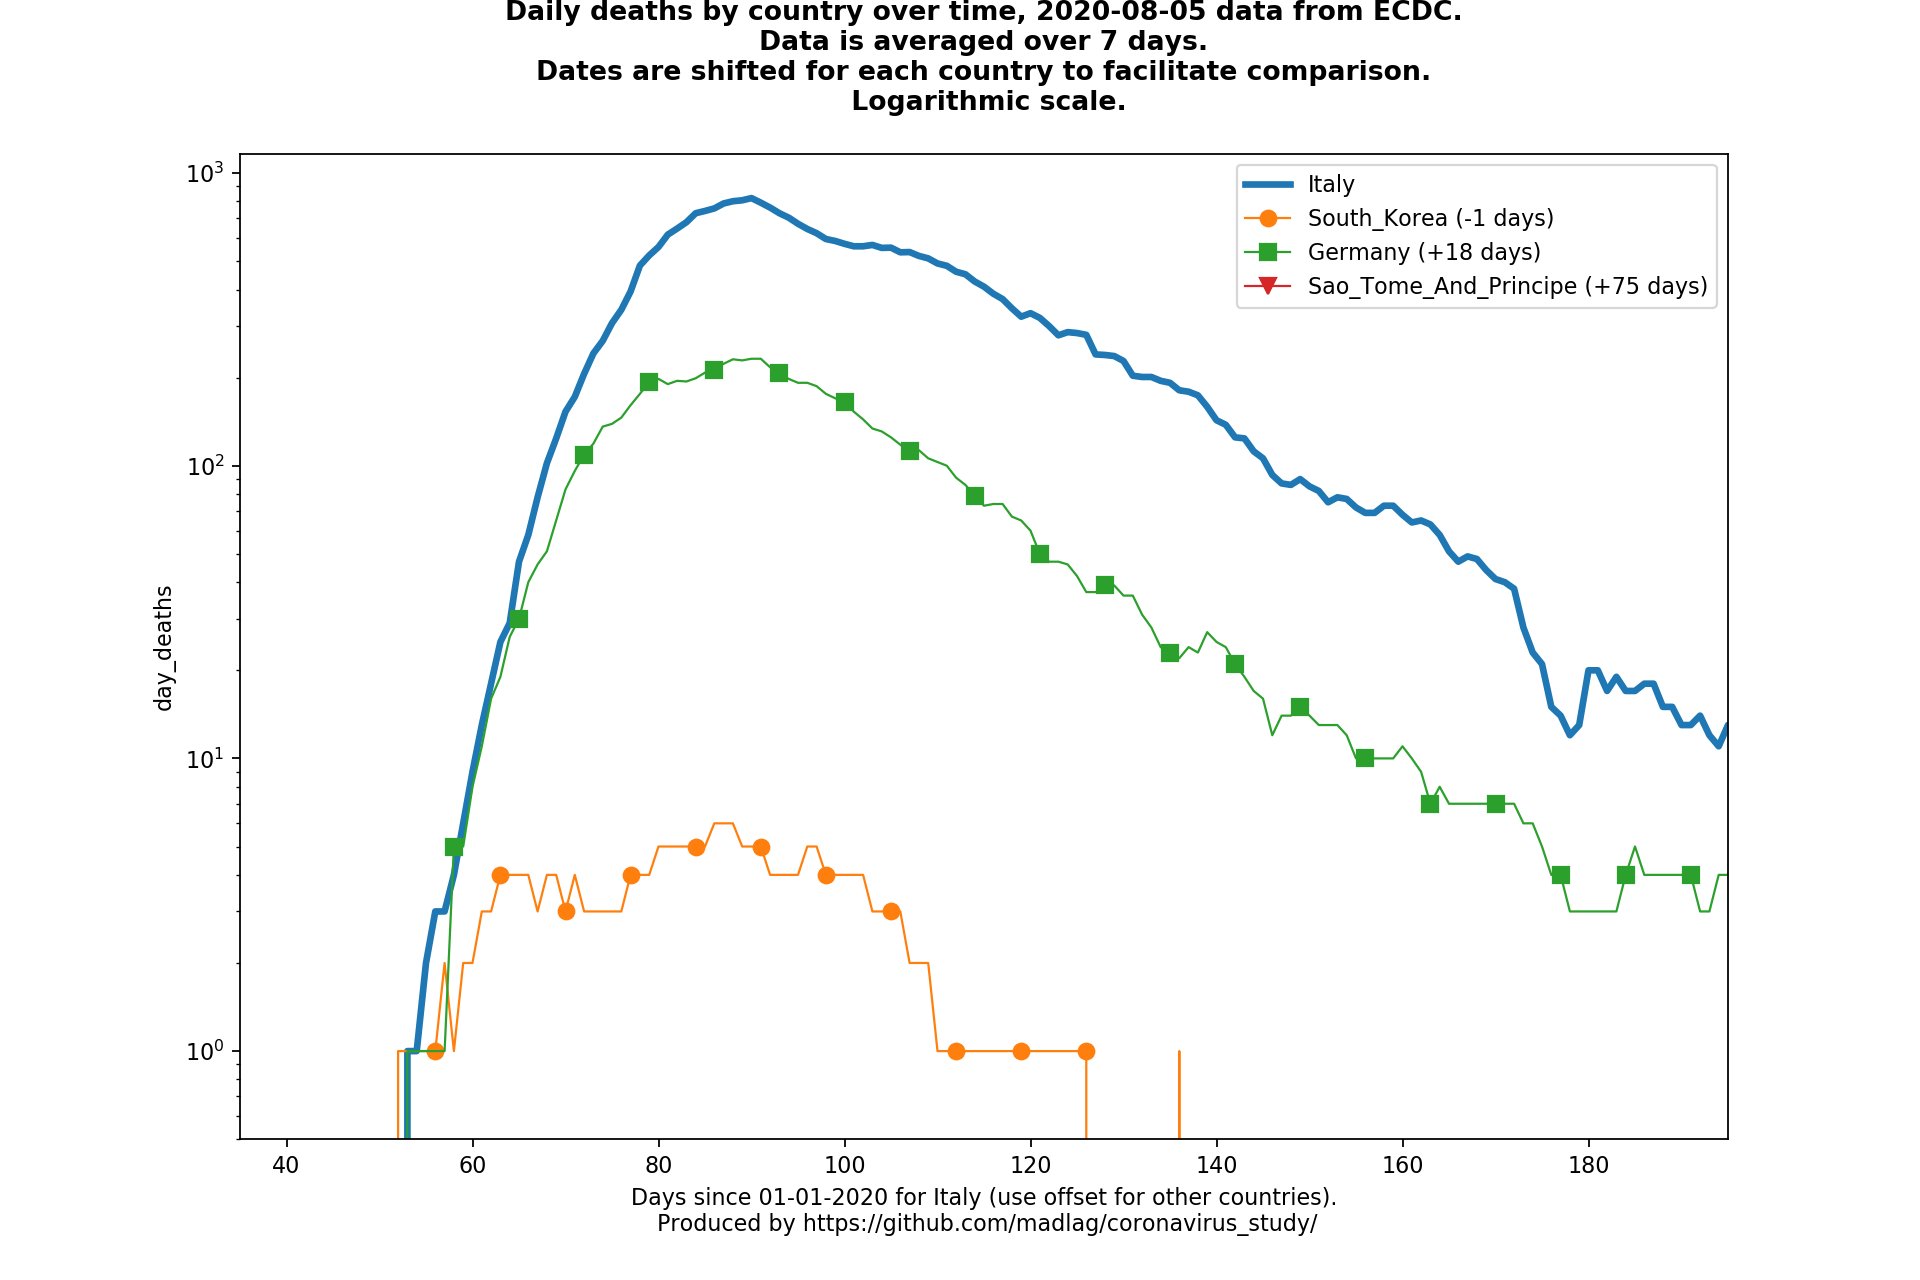 Daily deaths by country over time, 2020-08-05 data from ECDC.
Data is averaged over 7 days.
Dates are shifted for each country to facilitate comparison.
Logarithmic scale.
10³
10²
10¹
10⁰
day_deaths
Italy
South_Korea (-1 days)
Germany (+18 days)
Sao_Tome_And_Principe (+75 days)
40 60 80 100 120 140 160 180
Days since 01-01-2020 for Italy (use offset for other countries).
Produced by https://github.com/madlag/coronavirus_study/